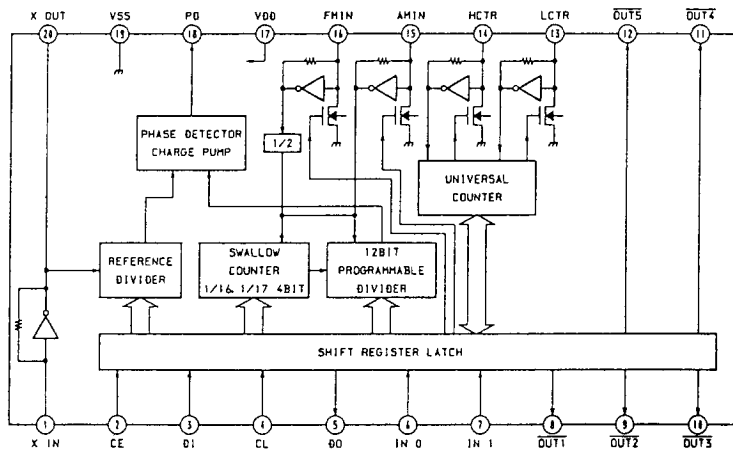 X OUT VSS PD VDD FMIN AMIN HCTR LCTR OUT5 OUT4
20 19 18 17 16 15 14 13 12 11
PHASE DETECTOR
CHARGE PUMP
1/2
UNIVERSAL
COUNTER
REFERENCE
DIVIDER
SWALLOW
COUNTER
1/16& 1/17 4BIT
12BIT
PROGRAMMABLE
DIVIDER
SHIFT REGISTER LATCH
1 2 3 4 5 6 7 8 9 10
X IN CE DI CL DO IN 0 IN 1 OUT1 OUT2 OUT3